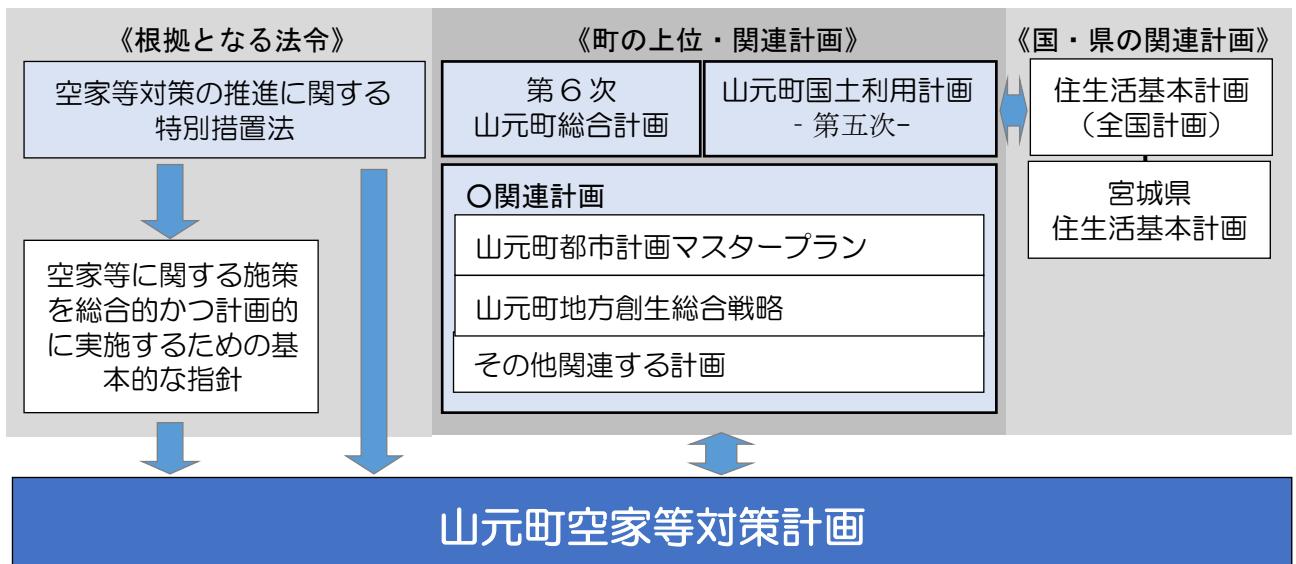 《根拠となる法令》
空家等対策の推進に関する
特別措置法
空家等に関する施策
を総合的かつ計画的
に実施するための基
本的な指針
《町の上位・関連計画》
第６次
山元町総合計画
山元町国土利用計画
- 第五次-
〇関連計画
山元町都市計画マスタープラン
山元町地方創生総合戦略
その他関連する計画
《国・県の関連計画》
住生活基本計画
（全国計画）
宮城県
住生活基本計画
山元町空家等対策計画